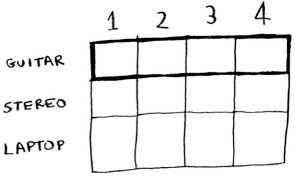 1 2 3 4
GUITAR
STEREO
LAPTOP